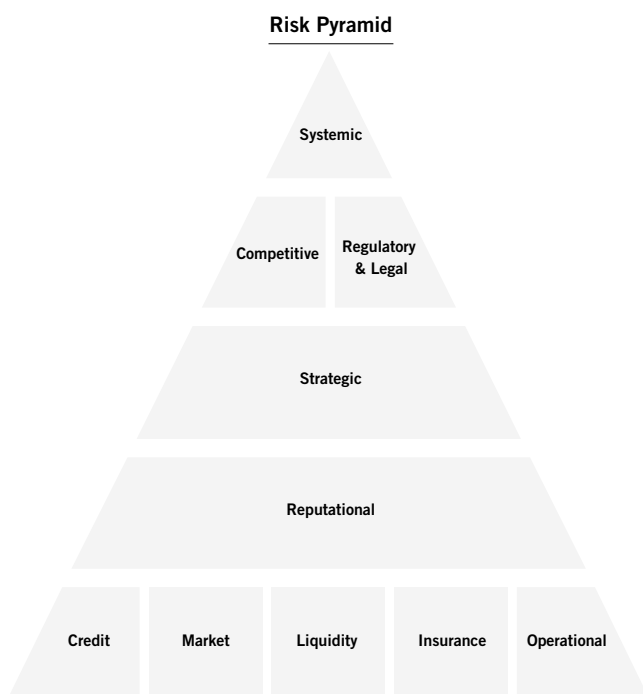 Risk Pyramid
Systemic
Competitive
Regulatory
& Legal
Strategic
Reputational
Credit
Market
Liquidity
Insurance
Operational